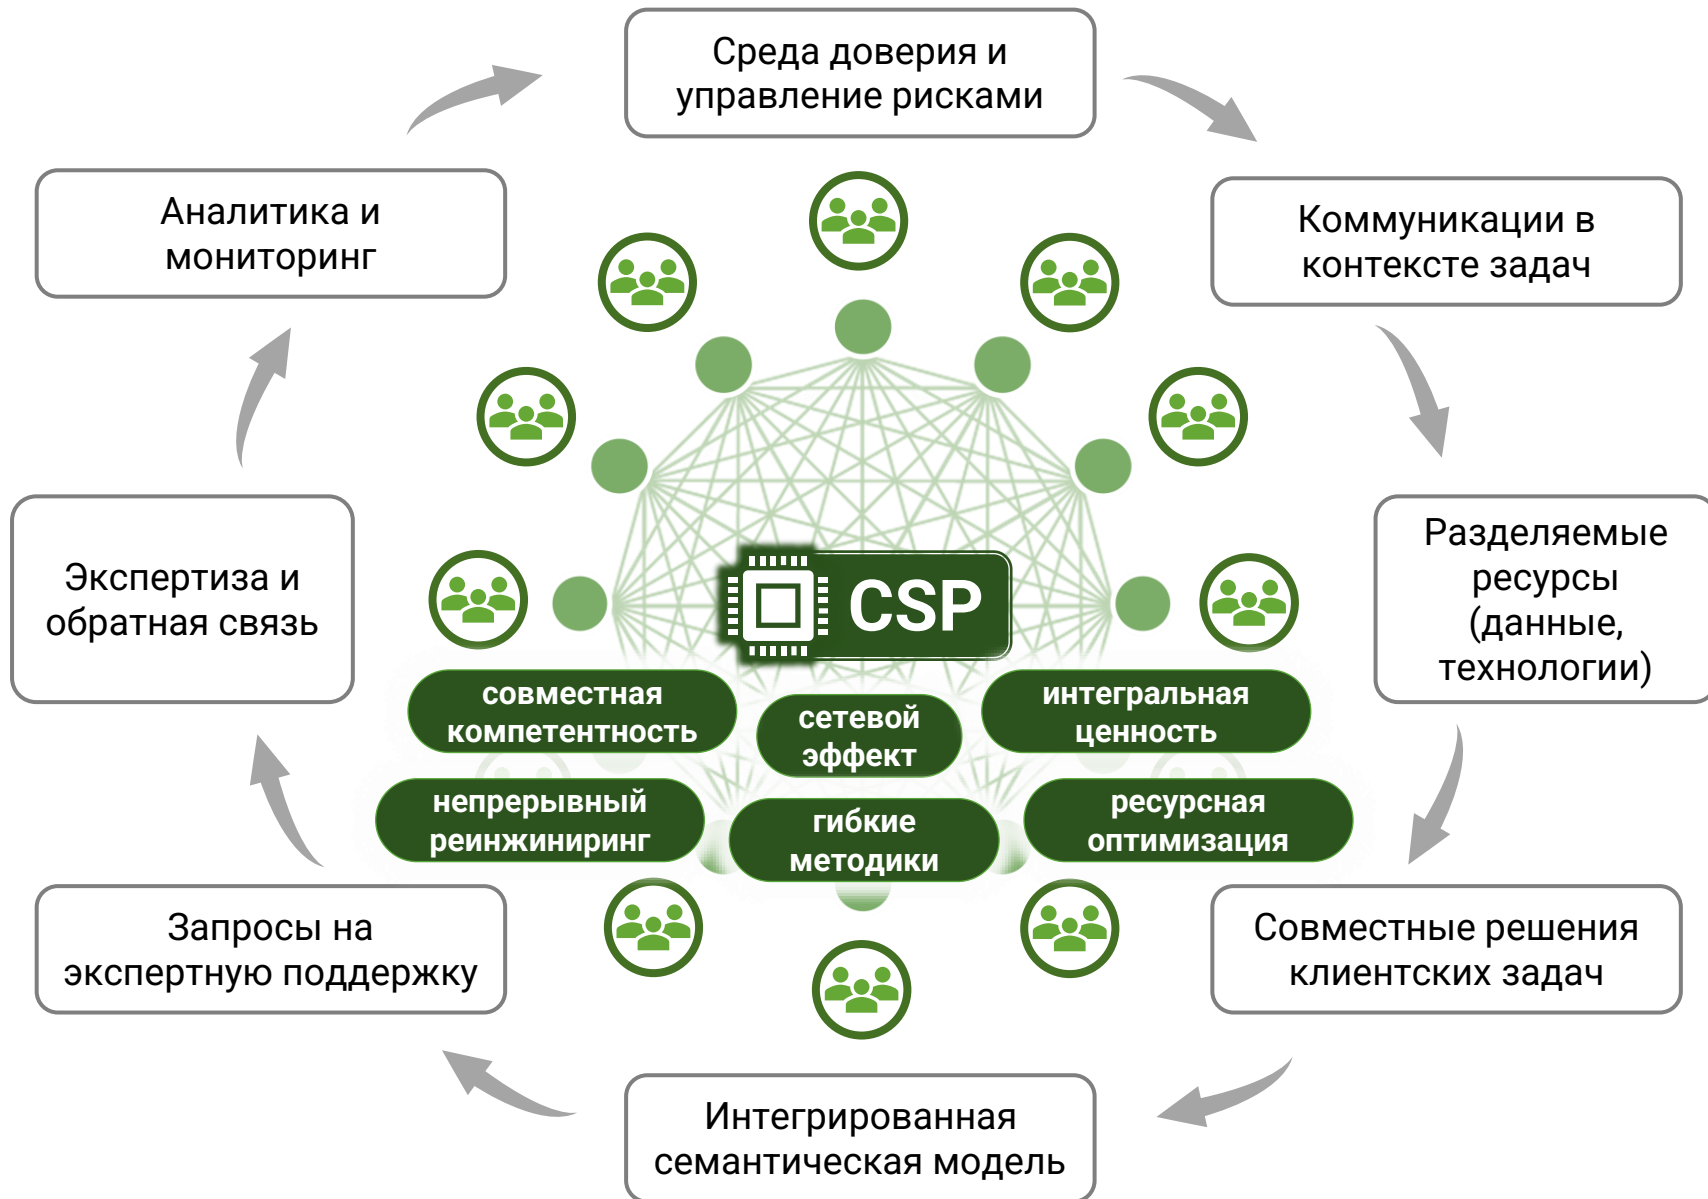 Среда доверия и
управление рисками
Аналитика и
мониторинг
Коммуникации в
контексте задач
Экспертиза и
обратная связь
Разделяемые
ресурсы
(данные,
технологии)
CSP
совместная
компетентность
сетевой
эффект
интегральная
ценность
непрерывный
реинжиниринг
гибкие
методики
ресурсная
оптимизация
Запросы на
экспертную поддержку
Совместные решения
клиентских задач
Интегрированная
семантическая модель